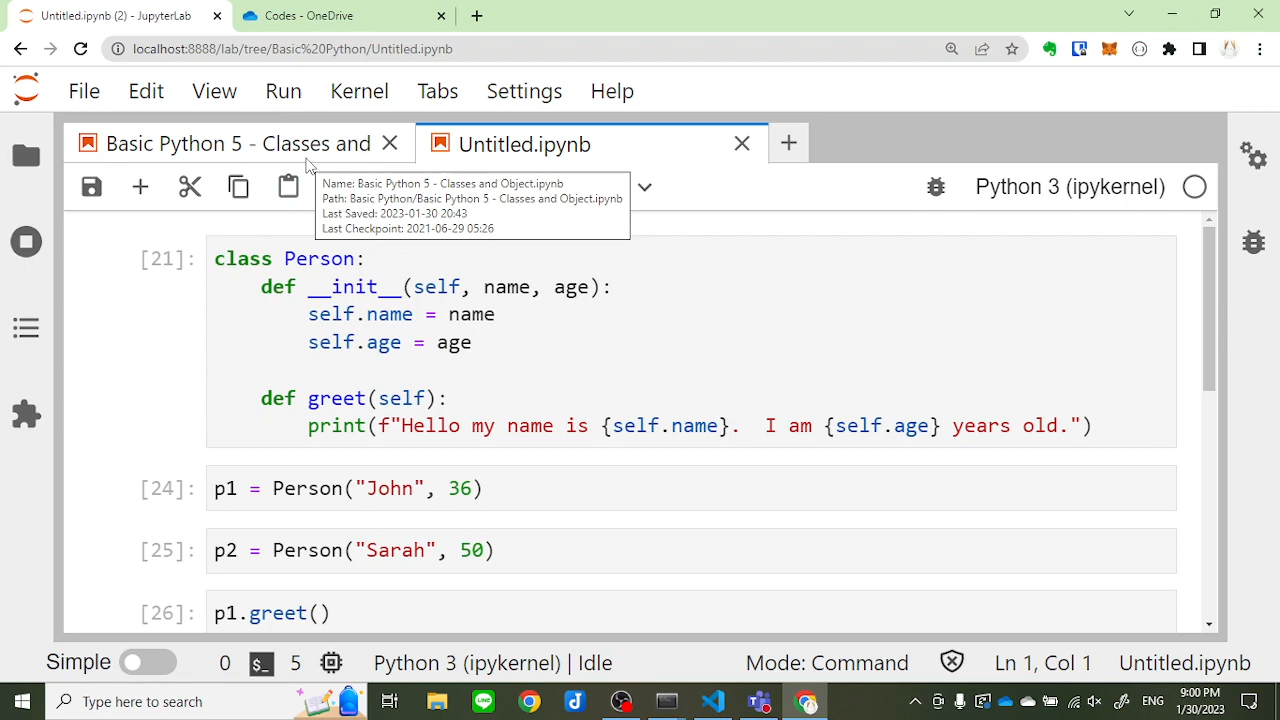 Untitled.ipynb (2) - JupyterLab
Codes - OneDrive
localhost:8888/lab/tree/Basic%20Python/Untitled.ipynb
File Edit View Run Kernel Tabs Settings Help
Basic Python 5 - Classes and
Untitled.ipynb
Python 3 (ipykernel)
Name: Basic Python 5 - Classes and Object.ipynb
Path: Basic Python/Basic Python 5 - Classes and Object.ipynb
Last Saved: 2023-01-30 20:43
Last Checkpoint: 2021-06-29 05:26
[21]: class Person:
def __init__(self, name, age):
self.name = name
self.age = age
def greet(self):
print(f"Hello my name is {self.name}.  I am {self.age} years old.")
[24]: p1 = Person("John", 36)
[25]: p2 = Person("Sarah", 50)
[26]: p1.greet()
Simple 0 $_ 5 Python 3 (ipykernel) | Idle Mode: Command Ln 1, Col 1 Untitled.ipynb
Type here to search
ENG
9:00 PM
1/30/2023